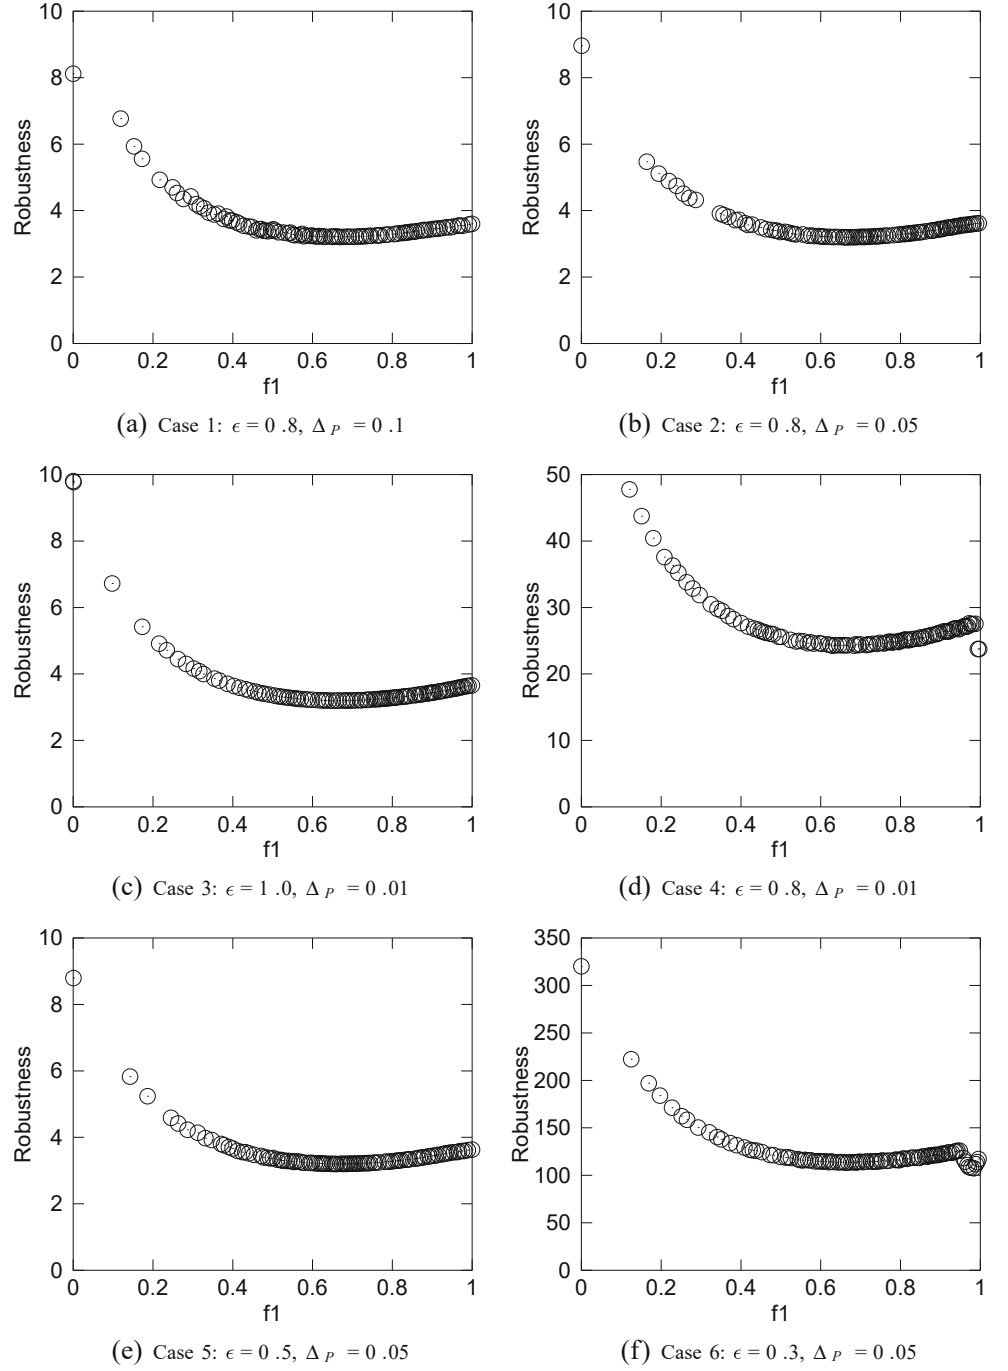 10
8
6
4
2
0
Robustness
0 0.2 0.4 0.6 0.8 1
f1
(a) Case 1: ϵ = 0 .8, Δ P = 0 .1
10
8
6
4
2
0
Robustness
0 0.2 0.4 0.6 0.8 1
f1
(b) Case 2: ϵ = 0 .8, Δ P = 0 .05
10
8
6
4
2
0
Robustness
0 0.2 0.4 0.6 0.8 1
f1
(c) Case 3: ϵ = 1 .0, Δ P = 0 .01
50
40
30
20
10
0
Robustness
0 0.2 0.4 0.6 0.8 1
f1
(d) Case 4: ϵ = 0 .8, Δ P = 0 .01
10
8
6
4
2
0
Robustness
0 0.2 0.4 0.6 0.8 1
f1
(e) Case 5: ϵ = 0 .5, Δ P = 0 .05
350
300
250
200
150
100
50
0
Robustness
0 0.2 0.4 0.6 0.8 1
f1
(f) Case 6: ϵ = 0 .3, Δ P = 0 .05